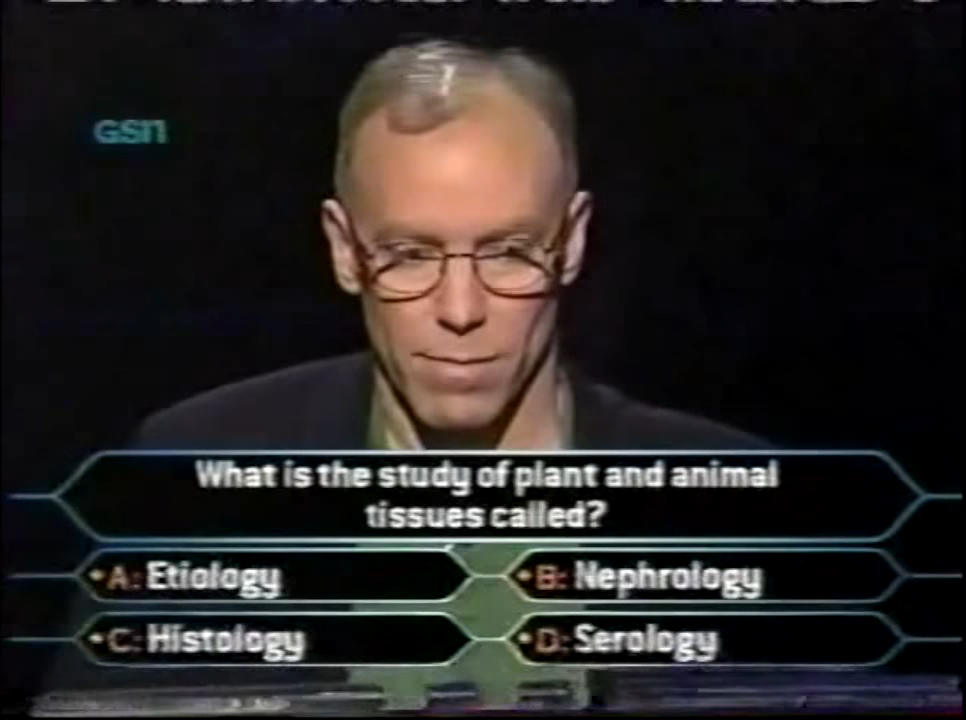 GSN
What is the study of plant and animal
tissues called?
A: Etiology
B: Nephrology
C: Histology
D: Serology